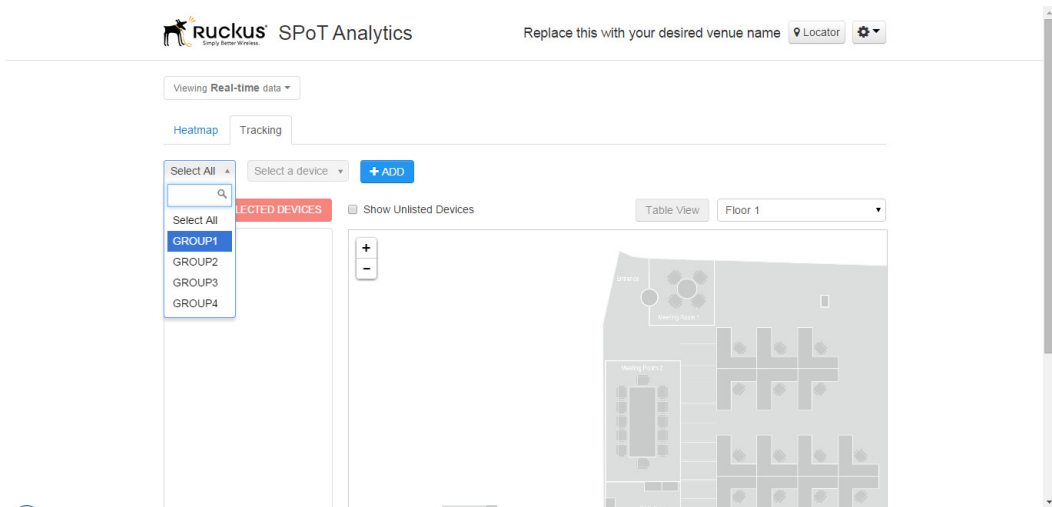 Ruckus
Simply Better Wireless.
SPoT Analytics
Replace this with your desired venue name
Locator
Viewing Real-time data
Heatmap
Tracking
Select All
Select a device
+ ADD
LECTED DEVICES
Show Unlisted Devices
Table View
Floor 1
Select All
GROUP1
GROUP2
GROUP3
GROUP4
+
-
Entrance
Meeting Room 1
Meeting Room 2